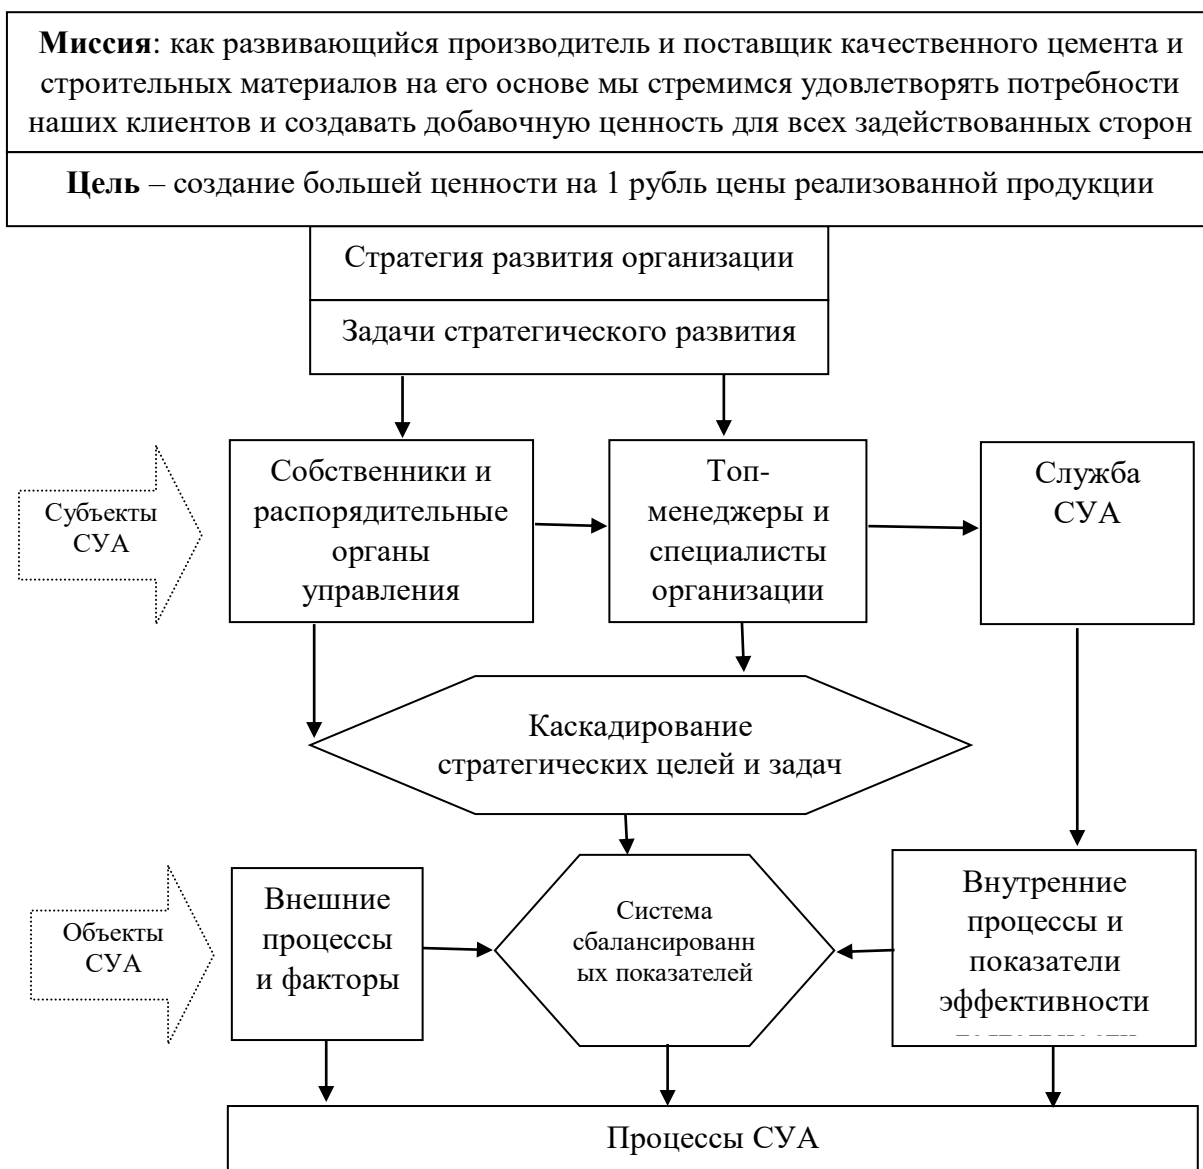 Миссия: как развивающийся производитель и поставщик качественного цемента и
строительных материалов на его основе мы стремимся удовлетворять потребности
наших клиентов и создавать добавочную ценность для всех задействованных сторон
Цель – создание большей ценности на 1 рубль цены реализованной продукции
Стратегия развития организации
Задачи стратегического развития
Субъекты
СУА
Собственники и
распорядительные
органы
управления
Топ-
менеджеры и
специалисты
организации
Служба
СУА
Каскадирование
стратегических целей и задач
Объекты
СУА
Внешние
процессы
и факторы
Система
сбалансированн
ых показателей
Внутренние
процессы и
показатели
эффективности
Процессы СУА